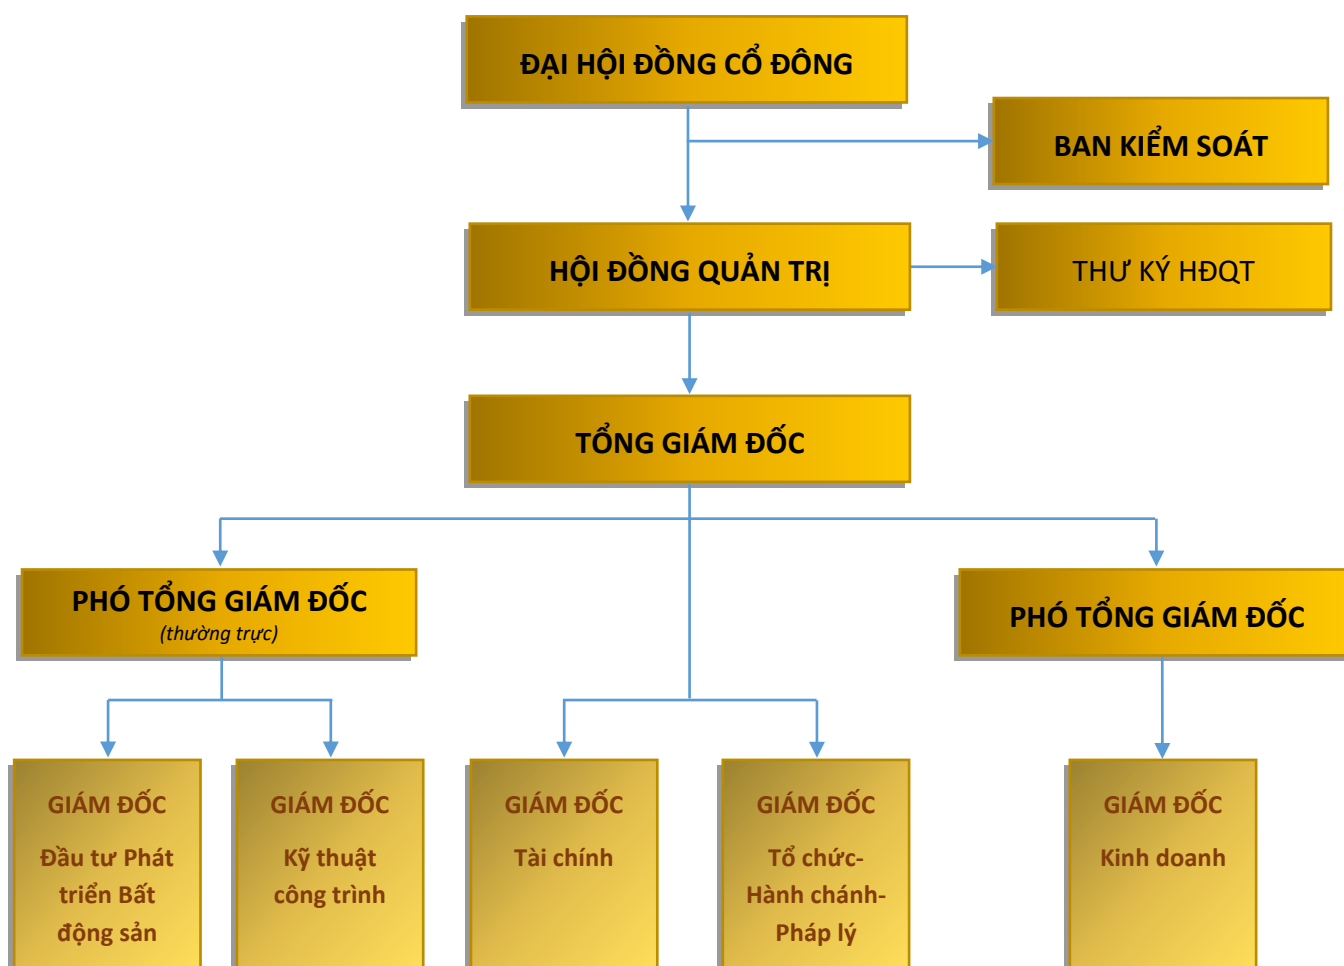 ĐẠI HỘI ĐỒNG CỔ ĐÔNG
BAN KIỂM SOÁT
HỘI ĐỒNG QUẢN TRỊ
THƯ KÝ HĐQT
TỔNG GIÁM ĐỐC
PHÓ TỔNG GIÁM ĐỐC
(thường trực)
PHÓ TỔNG GIÁM ĐỐC
GIÁM ĐỐC
Đầu tư Phát
triển Bất
động sản
GIÁM ĐỐC
Kỹ thuật
công trình
GIÁM ĐỐC
Tài chính
GIÁM ĐỐC
Tổ chức-
Hành chánh-
Pháp lý
GIÁM ĐỐC
Kinh doanh